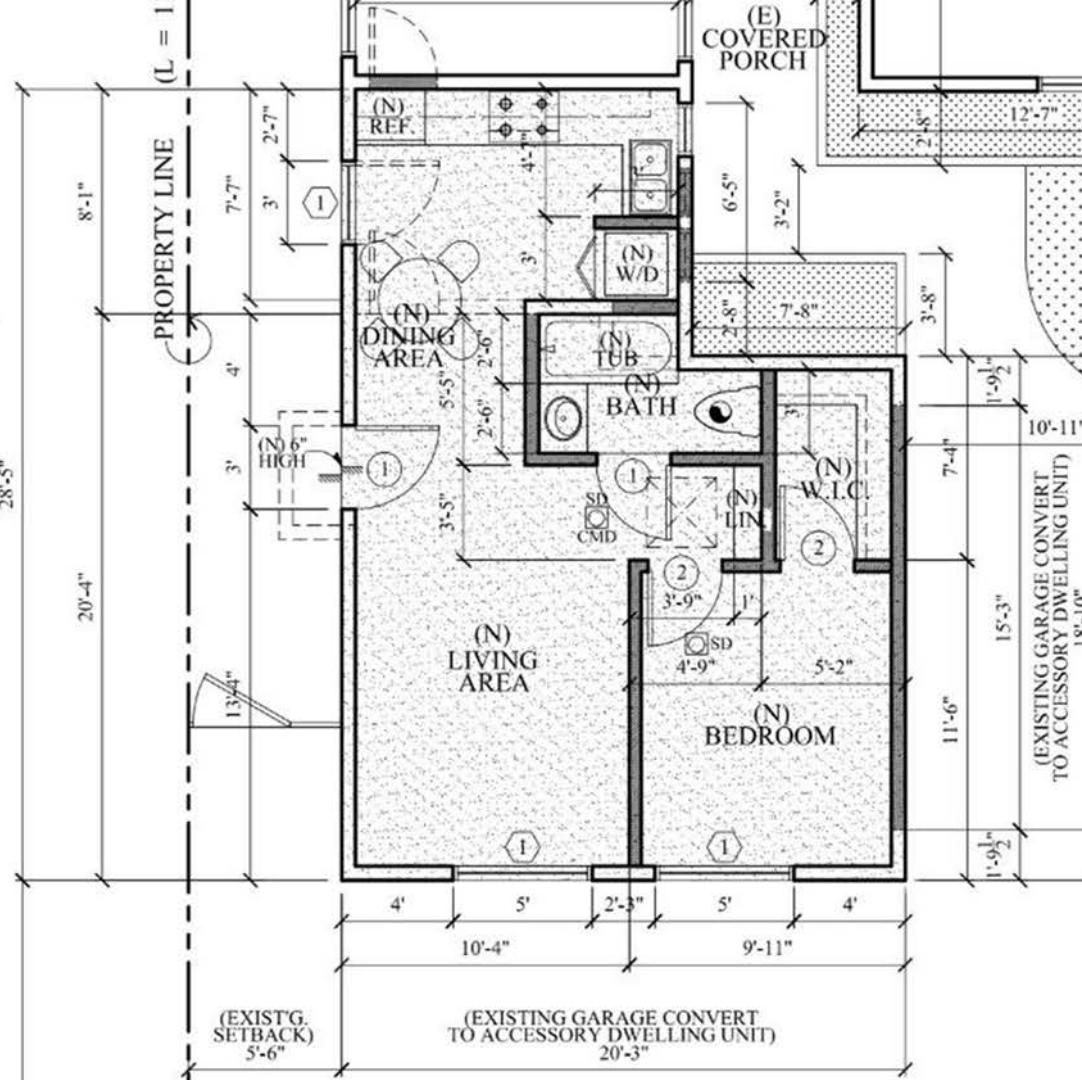 (L = 1
(E)
COVERED
PORCH
2'-8"
12'-7"
PROPERTY LINE
2'-7"
(N)
REF.
4'-7"
8'-1"
7'-7"
3'
1
6'-5"
3'-2"
3'
(N)
W/D
2'-8"
7'-8"
3'-8"
(N)
DINING
AREA
(N)
TUB
(N)
BATH
4'
5'-5"
2'-6"
2'-6"
3'
1'-9½"
10'-11"
7'-4"
(N) 6"
HIGH
1
3'
28'-5"
3'-5"
1
SD
CMD
(N)
LIN.
(N)
W.I.C.
2
2
3'-9"
1'
SD
4'-9"
5'-2"
20'-4"
(N)
LIVING
AREA
13'-4"
(N)
BEDROOM
11'-6"
15'-3"
(EXISTING GARAGE CONVERT
TO ACCESSORY DWELLING UNIT)
18'-10"
1
1
1'-9½"
4'
5'
2'-3"
5'
4'
10'-4"
9'-11"
(EXIST'G.
SETBACK)
5'-6"
(EXISTING GARAGE CONVERT
TO ACCESSORY DWELLING UNIT)
20'-3"